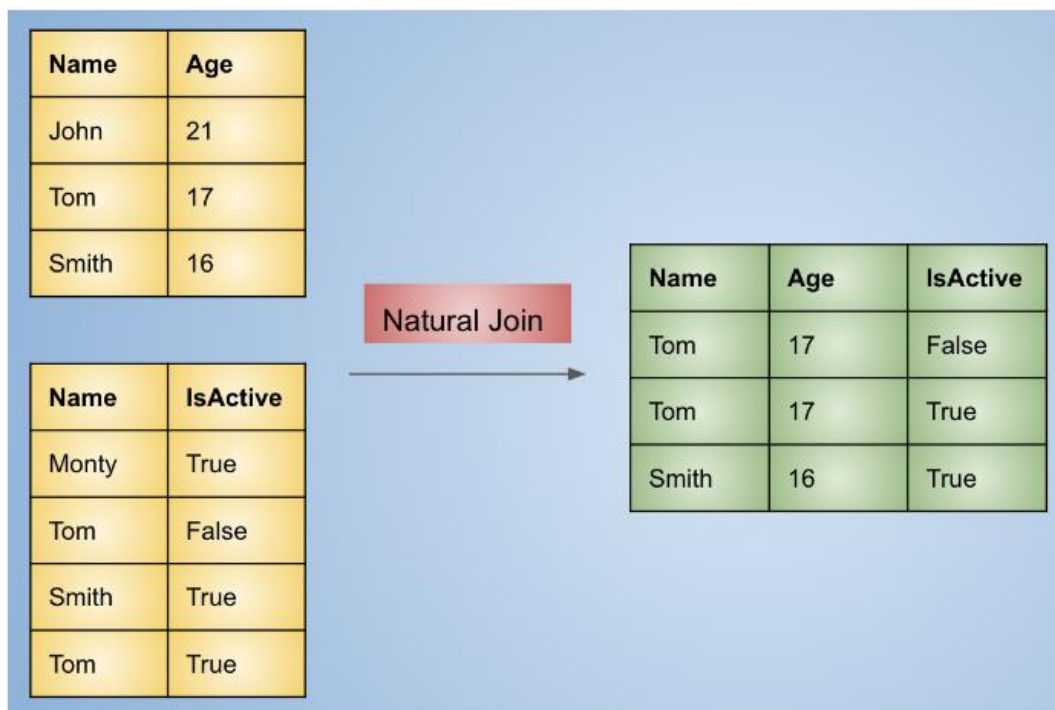 Name Age
John 21
Tom 17
Smith 16
Name IsActive
Monty True
Tom False
Smith True
Tom True
Natural Join
Name Age IsActive
Tom 17 False
Tom 17 True
Smith 16 True